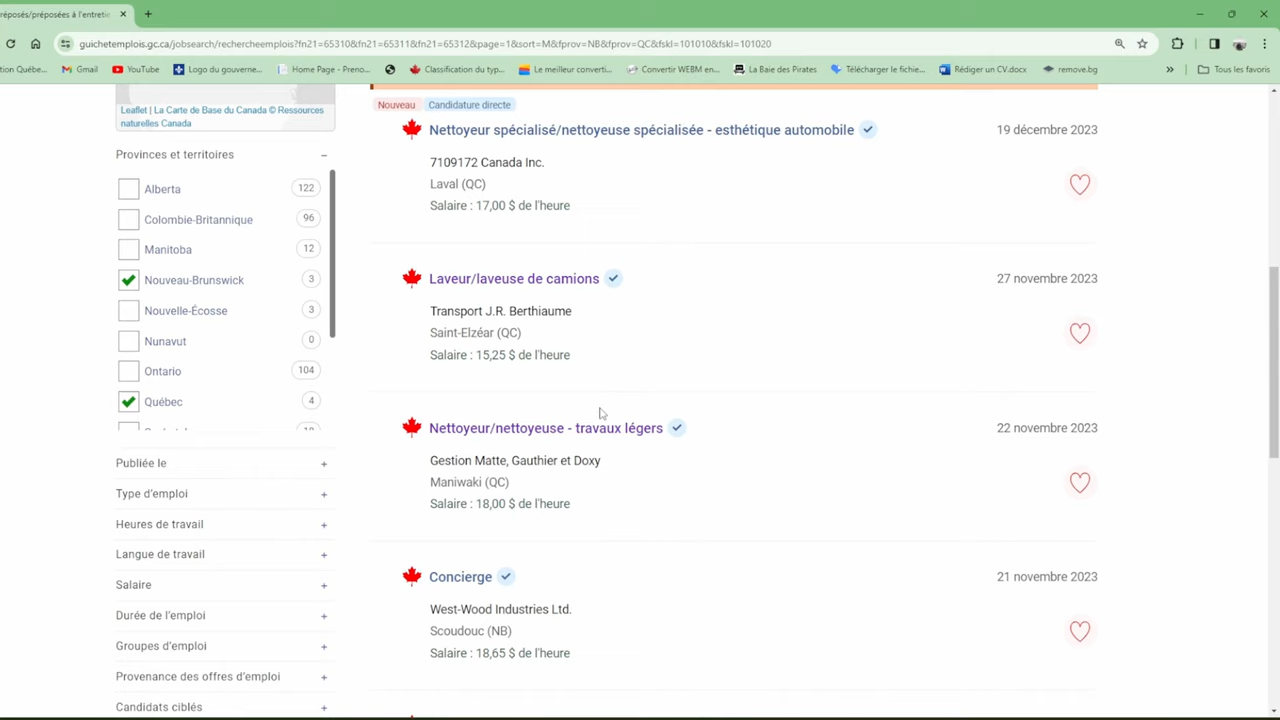 réposés/préposées à l'entretie
guichetemplois.gc.ca/jobsearch/rechercheemplois?fn21=65310&fn21=65311&fn21=65312&page=1&sort=M&fprov=NB&fprov=QC&fskl=101010&fskl=101020
tion Québe...
Gmail
YouTube
Logo du gouverne...
Home Page - Preno...
Classification du typ...
Le meilleur converti...
Convertir WEBM en...
La Baie des Pirates
Télécharger le fichie...
Rédiger un CV.docx
remove.bg
Tous les favoris
Leaflet | La Carte de Base du Canada © Ressources
naturelles Canada
Provinces et territoires
Alberta 122
Colombie-Britannique 96
Manitoba 12
Nouveau-Brunswick 3
Nouvelle-Écosse 3
Nunavut 0
Ontario 104
Québec 4
Publiée le
Type d'emploi
Heures de travail
Langue de travail
Salaire
Durée de l'emploi
Groupes d'emploi
Provenance des offres d'emploi
Candidats ciblés
Nouveau Candidature directe
Nettoyeur spécialisé/nettoyeuse spécialisée - esthétique automobile 19 décembre 2023
7109172 Canada Inc.
Laval (QC)
Salaire : 17,00 $ de l'heure
Laveur/laveuse de camions 27 novembre 2023
Transport J.R. Berthiaume
Saint-Elzéar (QC)
Salaire : 15,25 $ de l'heure
Nettoyeur/nettoyeuse - travaux légers 22 novembre 2023
Gestion Matte, Gauthier et Doxy
Maniwaki (QC)
Salaire : 18,00 $ de l'heure
Concierge 21 novembre 2023
West-Wood Industries Ltd.
Scoudouc (NB)
Salaire : 18,65 $ de l'heure